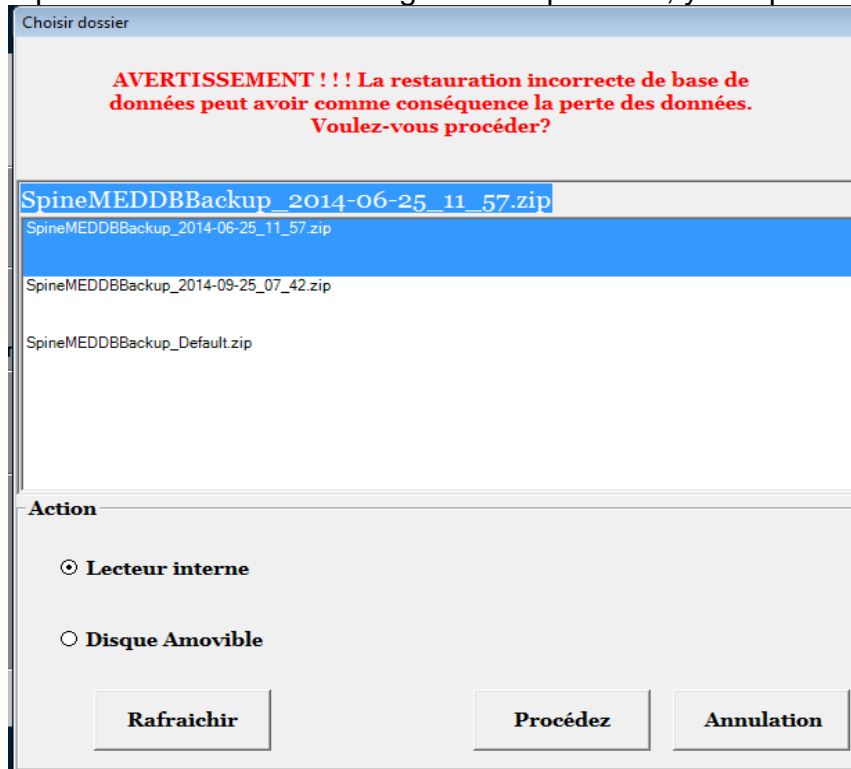 Choisir dossier
AVERTISSEMENT ! ! ! La restauration incorrecte de base de
données peut avoir comme conséquence la perte des données.
Voulez-vous procéder?
SpineMEDDBBackup_2014-06-25_11_57.zip
SpineMEDDBBackup_2014-06-25_11_57.zip
SpineMEDDBBackup_2014-09-25_07_42.zip
SpineMEDDBBackup_Default.zip
Action
Lecteur interne
Disque Amovible
Rafraichir
Procédez
Annulation